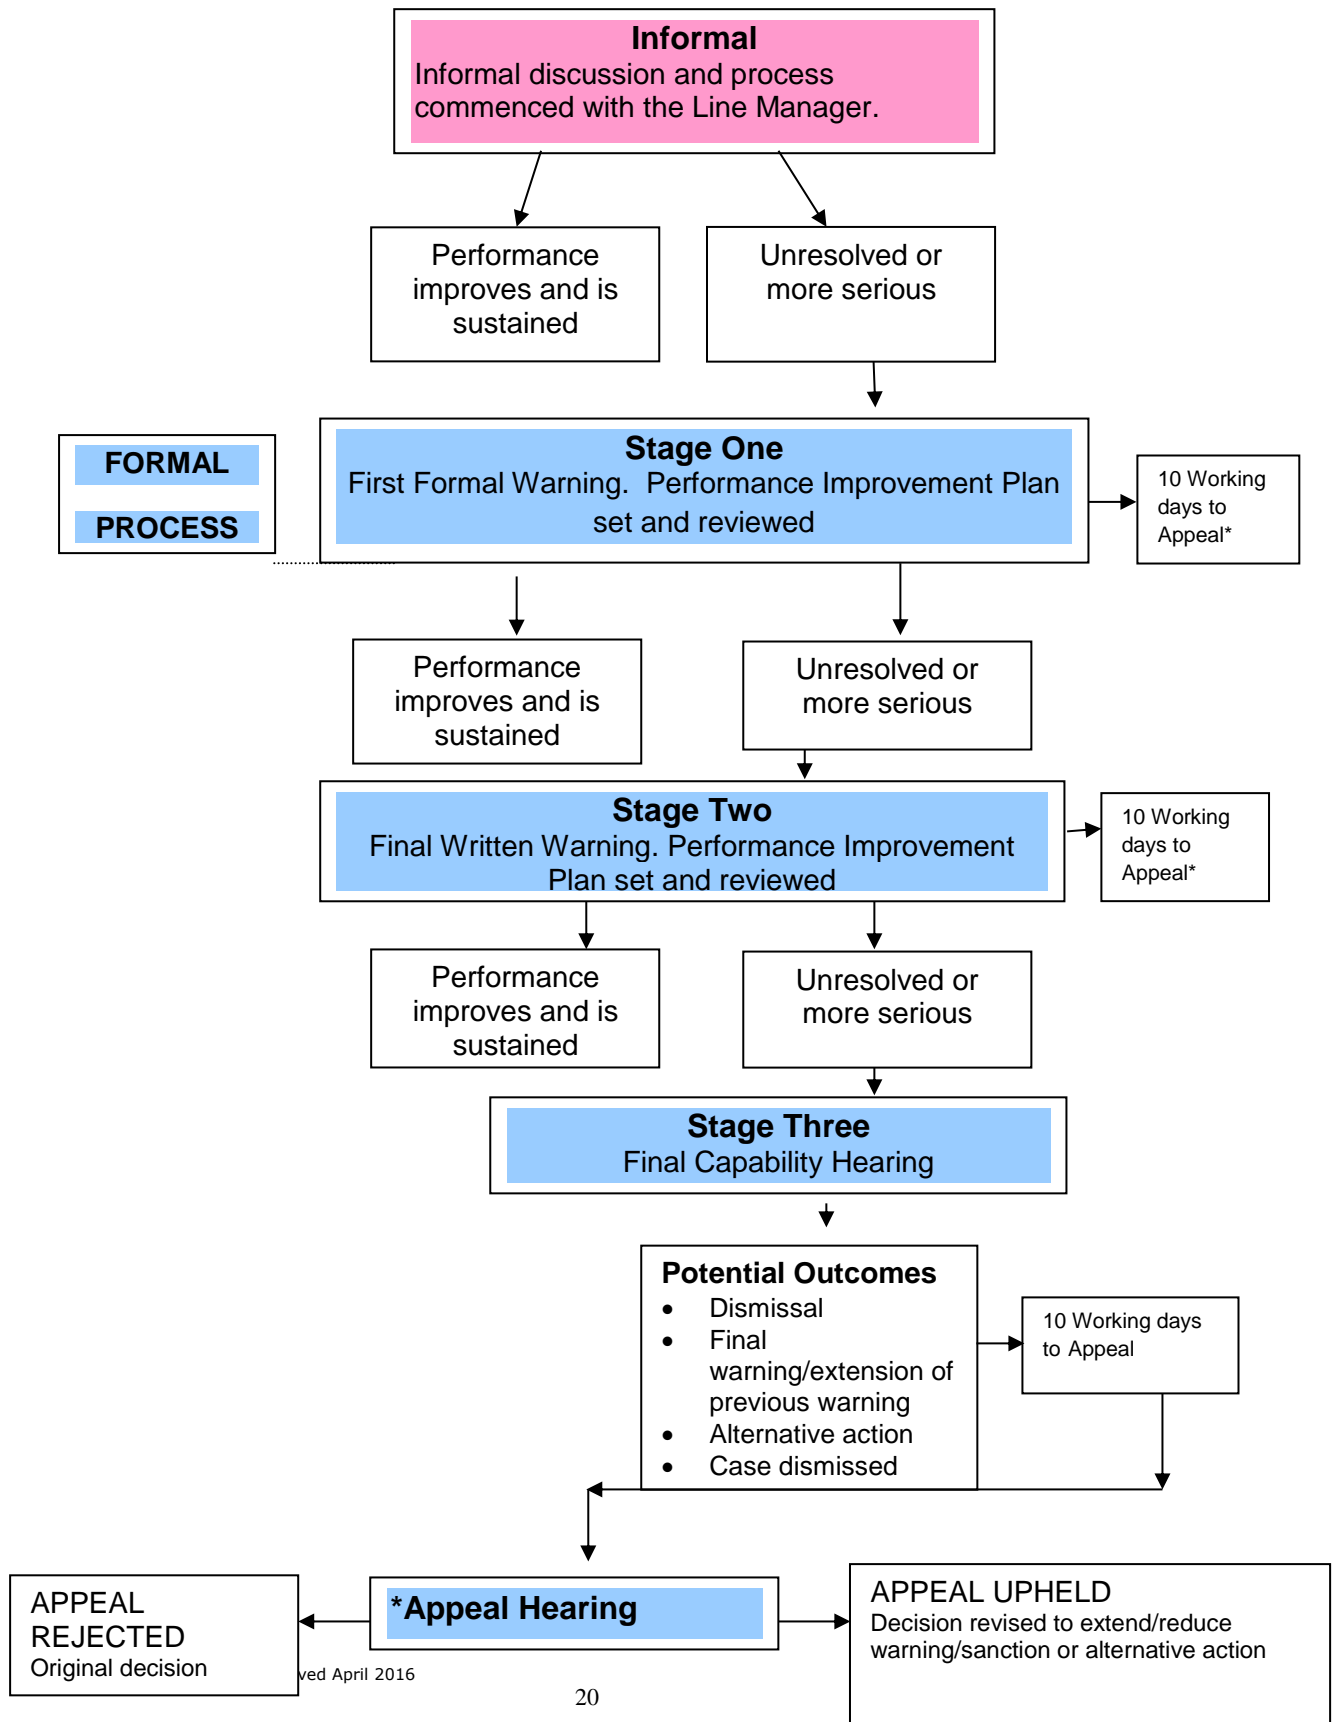 Informal
Informal discussion and process
commenced with the Line Manager.
Performance
improves and is
sustained
Unresolved or
more serious
FORMAL
PROCESS
Stage One
First Formal Warning.  Performance Improvement Plan
set and reviewed
10 Working
days to
Appeal*
Performance
improves and is
sustained
Unresolved or
more serious
Stage Two
Final Written Warning. Performance Improvement
Plan set and reviewed
10 Working
days to
Appeal*
Performance
improves and is
sustained
Unresolved or
more serious
Stage Three
Final Capability Hearing
Potential Outcomes
• Dismissal
• Final
warning/extension of
previous warning
• Alternative action
• Case dismissed
10 Working days
to Appeal
APPEAL
REJECTED
Original decision
*Appeal Hearing
APPEAL UPHELD
Decision revised to extend/reduce
warning/sanction or alternative action
ved April 2016
20